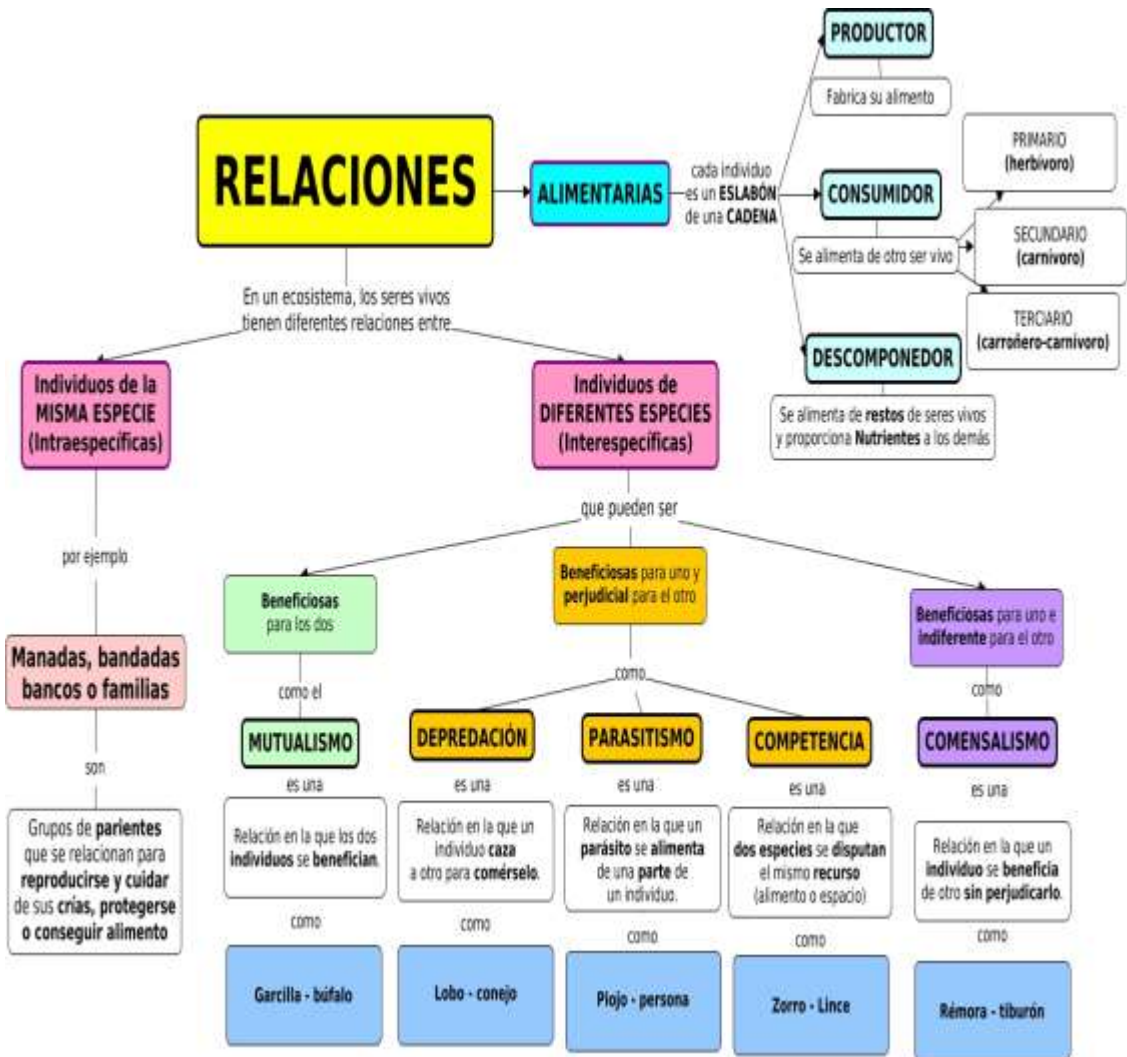 RELACIONES
ALIMENTARIAS
cada individuo
es un ESLABÓN
de una CADENA
PRODUCTOR
Fabrica su alimento
CONSUMIDOR
Se alimenta de otro ser vivo
PRIMARIO
(herbívoro)
SECUNDARIO
(carnívoro)
TERCIARIO
(carroñero-carnívoro)
DESCOMPONEDOR
Se alimenta de restos de seres vivos
y proporciona Nutrientes a los demás
En un ecosistema, los seres vivos
tienen diferentes relaciones entre
Individuos de la
MISMA ESPECIE
(Intraespecíficas)
por ejemplo
Manadas, bandadas
bancos o familias
son
Grupos de parientes
que se relacionan para
reproducirse y cuidar
de sus crías, protegerse
o conseguir alimento
Individuos de
DIFERENTES ESPECIES
(Interespecíficas)
que pueden ser
Beneficiosas
para los dos
como el
MUTUALISMO
es una
Relación en la que los dos
individuos se benefician.
como
Garcilla - búfalo
Beneficiosas para uno y
perjudicial para el otro
como
DEPREDACIÓN
es una
Relación en la que un
individuo caza
a otro para comérselo.
como
Lobo - conejo
PARASITISMO
es una
Relación en la que un
parásito se alimenta
de una parte de
un individuo.
como
Piojo - persona
COMPETENCIA
es una
Relación en la que
dos especies se disputan
el mismo recurso
(alimento o espacio)
como
Zorro - Lince
Beneficiosas para uno e
indiferente para el otro
como
COMENSALISMO
es una
Relación en la que un
individuo se beneficia
de otro sin perjudicarlo.
como
Rémora - tiburón